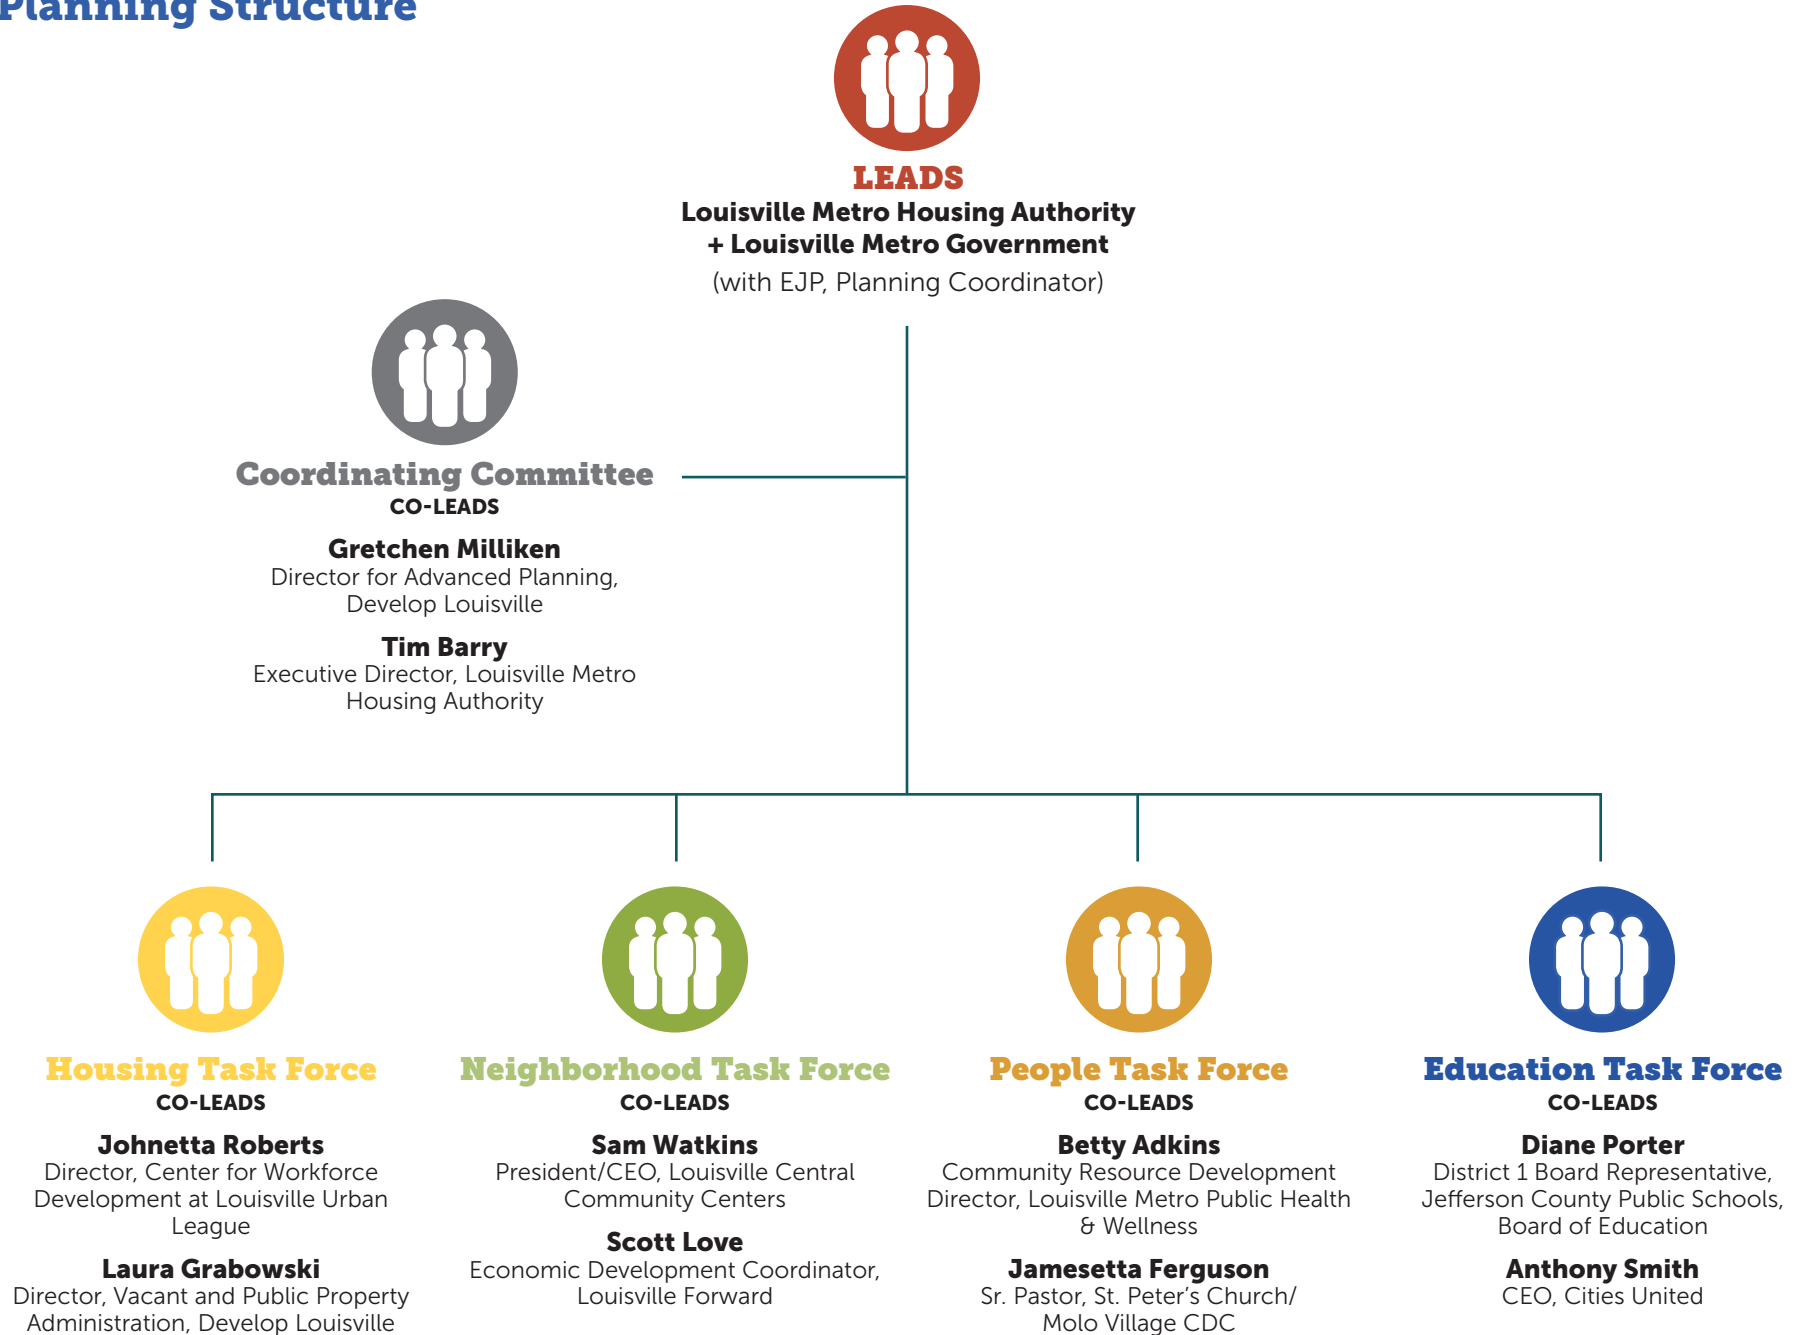 Planning Structure
LEADS
Louisville Metro Housing Authority
+ Louisville Metro Government
(with EJP, Planning Coordinator)
Coordinating Committee
CO-LEADS
Gretchen Milliken
Director for Advanced Planning,
Develop Louisville
Tim Barry
Executive Director, Louisville Metro
Housing Authority
Housing Task Force
CO-LEADS
Johnetta Roberts
Director, Center for Workforce
Development at Louisville Urban
League
Laura Grabowski
Director, Vacant and Public Property
Administration, Develop Louisville
Neighborhood Task Force
CO-LEADS
Sam Watkins
President/CEO, Louisville Central
Community Centers
Scott Love
Economic Development Coordinator,
Louisville Forward
People Task Force
CO-LEADS
Betty Adkins
Community Resource Development
Director, Louisville Metro Public Health
& Wellness
Jamesetta Ferguson
Sr. Pastor, St. Peter's Church/
Molo Village CDC
Education Task Force
CO-LEADS
Diane Porter
District 1 Board Representative,
Jefferson County Public Schools,
Board of Education
Anthony Smith
CEO, Cities United